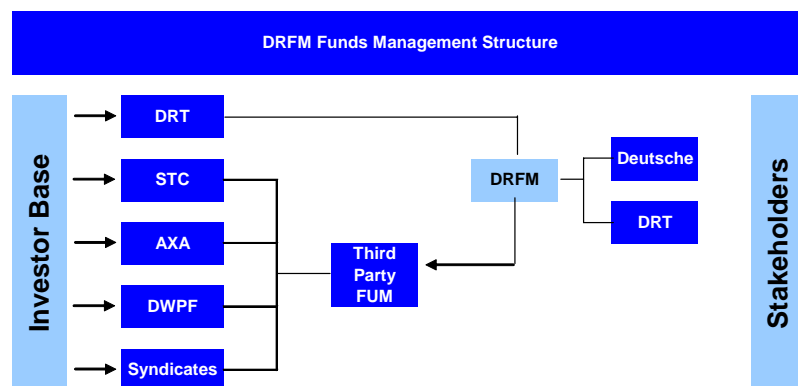 DRFM Funds Management Structure
Investor Base
DRT
STC
AXA
DWPF
Syndicates
Third
Party
FUM
DRFM
Deutsche
DRT
Stakeholders